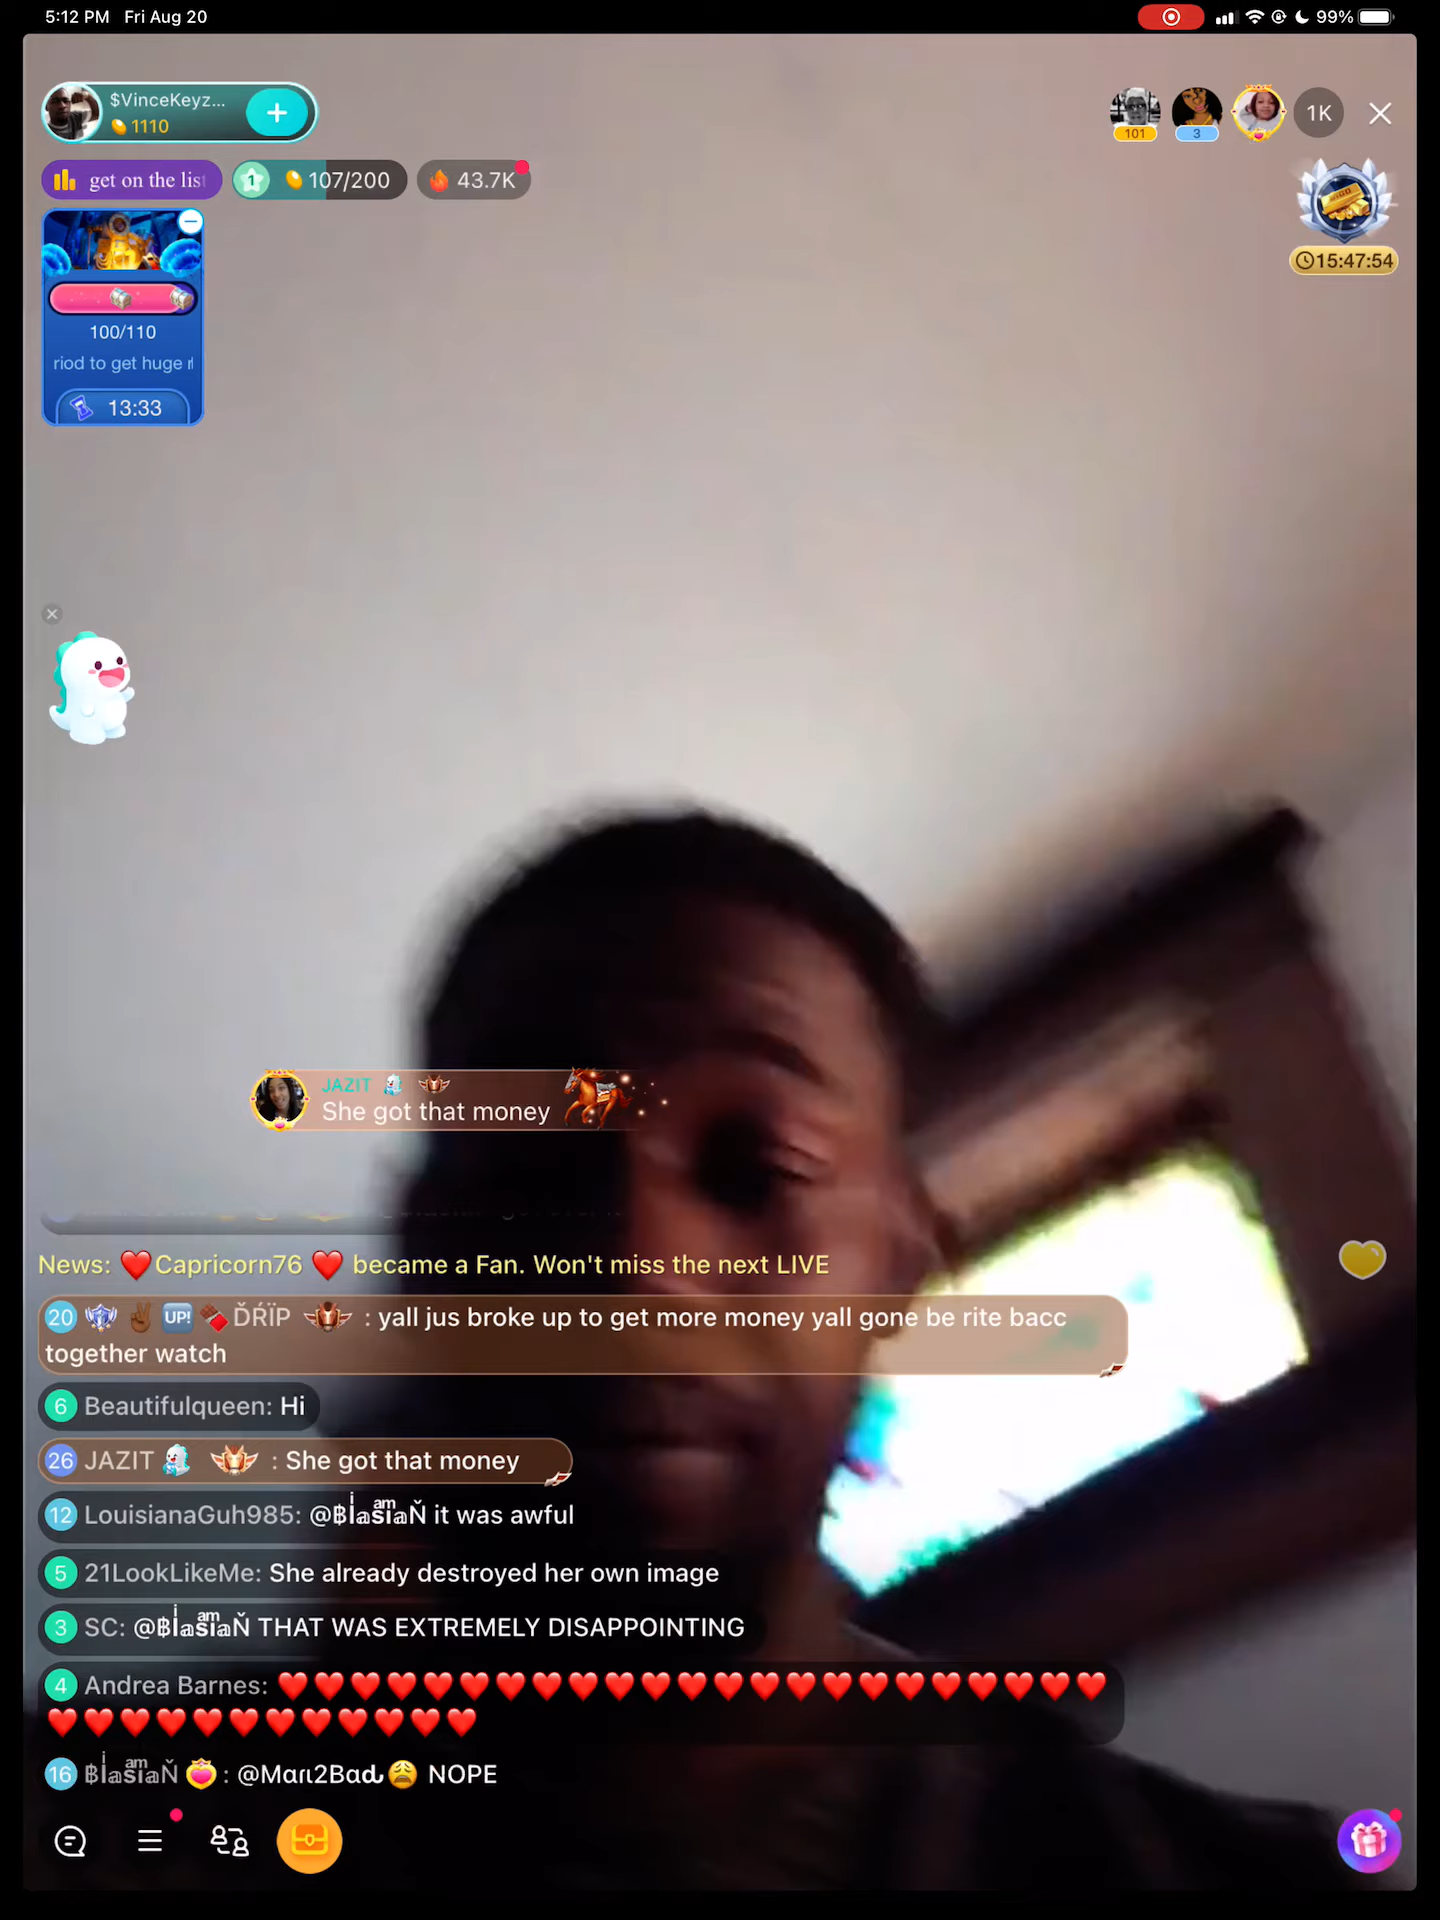 5:12 PM Fri Aug 20
99%
$VinceKeyz...
1110
101
3
1K
get on the lis
1
107/200
43.7K
15:47:54
100/110
riod to get huge r
13:33
JAZIT
She got that money
News: ❤️Capricorn76 ❤️ became a Fan. Won't miss the next LIVE
20 ✌🏾 UP! 🍫ĎŔÏP : yall jus broke up to get more money yall gone be rite bacc
together watch
6 Beautifulqueen: Hi
26 JAZIT : She got that money
12 LouisianaGuh985: it was awful
5 21LookLikeMe: She already destroyed her own image
3 SC: THAT WAS EXTREMELY DISAPPOINTING
4 Andrea Barnes: ❤️❤️❤️❤️❤️❤️❤️❤️❤️❤️❤️❤️❤️❤️❤️❤️❤️❤️❤️❤️❤️❤️❤️
❤️❤️❤️❤️❤️❤️❤️❤️❤️❤️❤️❤️
16 : 😩 NOPE